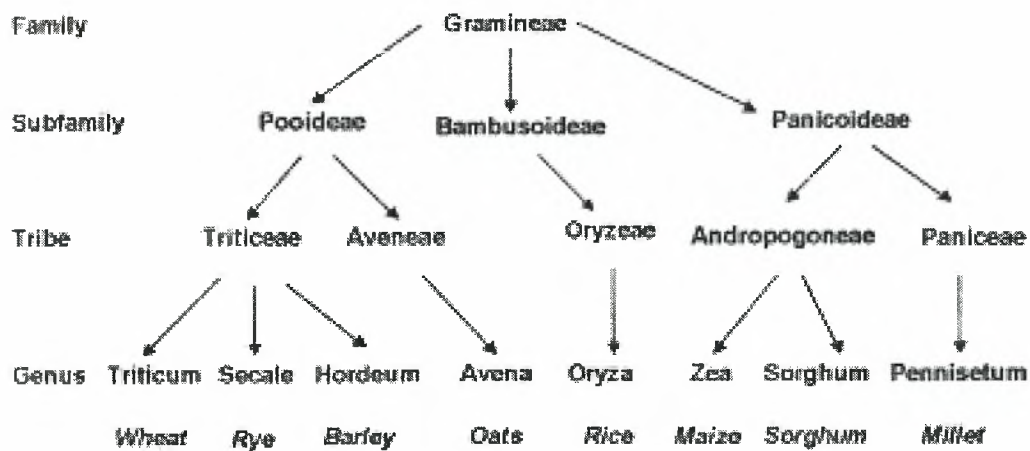 Family Gramineae
Subfamily Pooideae Bambusoideae Panicoideae
Tribe Triticeae Aveneae Oryzeae Andropogoneae Paniceae
Genus Triticum Secale Hordeum Avena Oryza Zea Sorghum Pennisetum
Wheat Rye Barley Oats Rice Maize Sorghum Millet